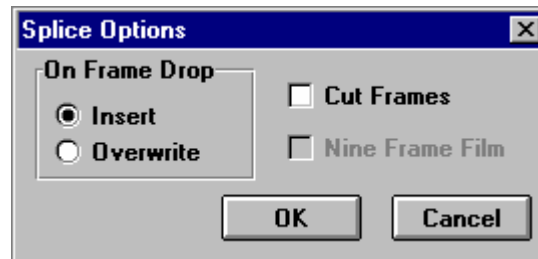 Splice Options
On Frame Drop
Insert
Overwrite
Cut Frames
Nine Frame Film
OK
Cancel